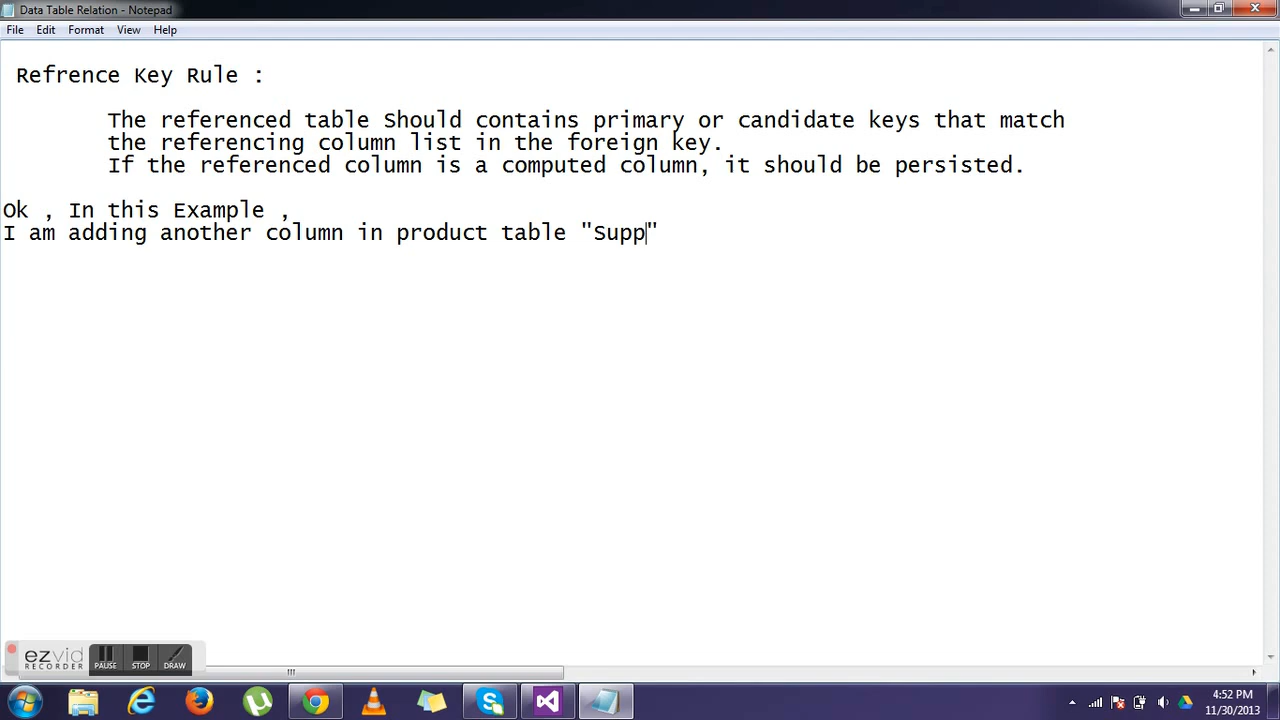 Data Table Relation - Notepad
File Edit Format View Help
Refrence Key Rule :
The referenced table Should contains primary or candidate keys that match
the referencing column list in the foreign key.
If the referenced column is a computed column, it should be persisted.
Ok , In this Example ,
I am adding another column in product table "Supp"
ezvid
RECORDER
PAUSE
STOP
DRAW
4:52 PM
11/30/2013